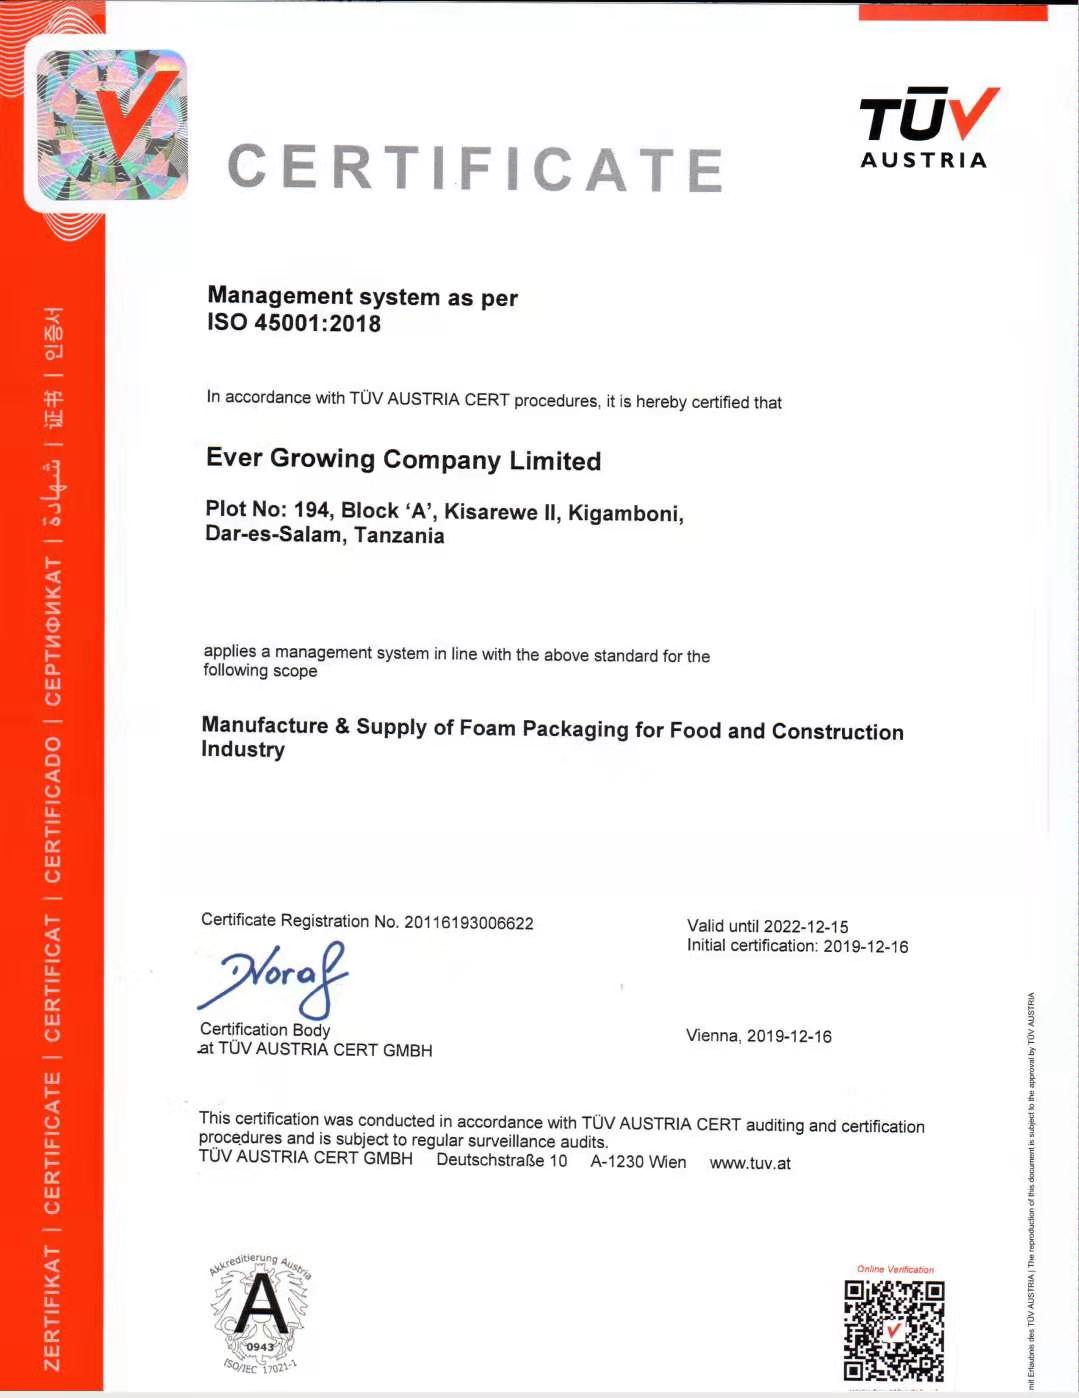 TÜV
AUSTRIA
CERTIFICATE
Management system as per
ISO 45001:2018
In accordance with TÜV AUSTRIA CERT procedures, it is hereby certified that
Ever Growing Company Limited
Plot No: 194, Block ‘A’, Kisarewe II, Kigamboni,
Dar-es-Salam, Tanzania
applies a management system in line with the above standard for the
following scope
Manufacture & Supply of Foam Packaging for Food and Construction
Industry
Certificate Registration No. 20116193006622
Valid until 2022-12-15
Initial certification: 2019-12-16
Certification Body
at TÜV AUSTRIA CERT GMBH
Vienna, 2019-12-16
This certification was conducted in accordance with TÜV AUSTRIA CERT auditing and certification
procedures and is subject to regular surveillance audits.
TÜV AUSTRIA CERT GMBH Deutschstraße 10 A-1230 Wien www.tuv.at
Akkreditierung Austria
A
0943
ISO/IEC 17021-1
Online Verification
ZERTIFIKAT | CERTIFICATE | CERTIFICAT | CERTIFICADO | СЕРТИФИКАТ | شهادة | 证书 | 인증서
mit Erlaubnis des TÜV AUSTRIA | The reproduction of this document is subject to the approval by TÜV AUSTRIA